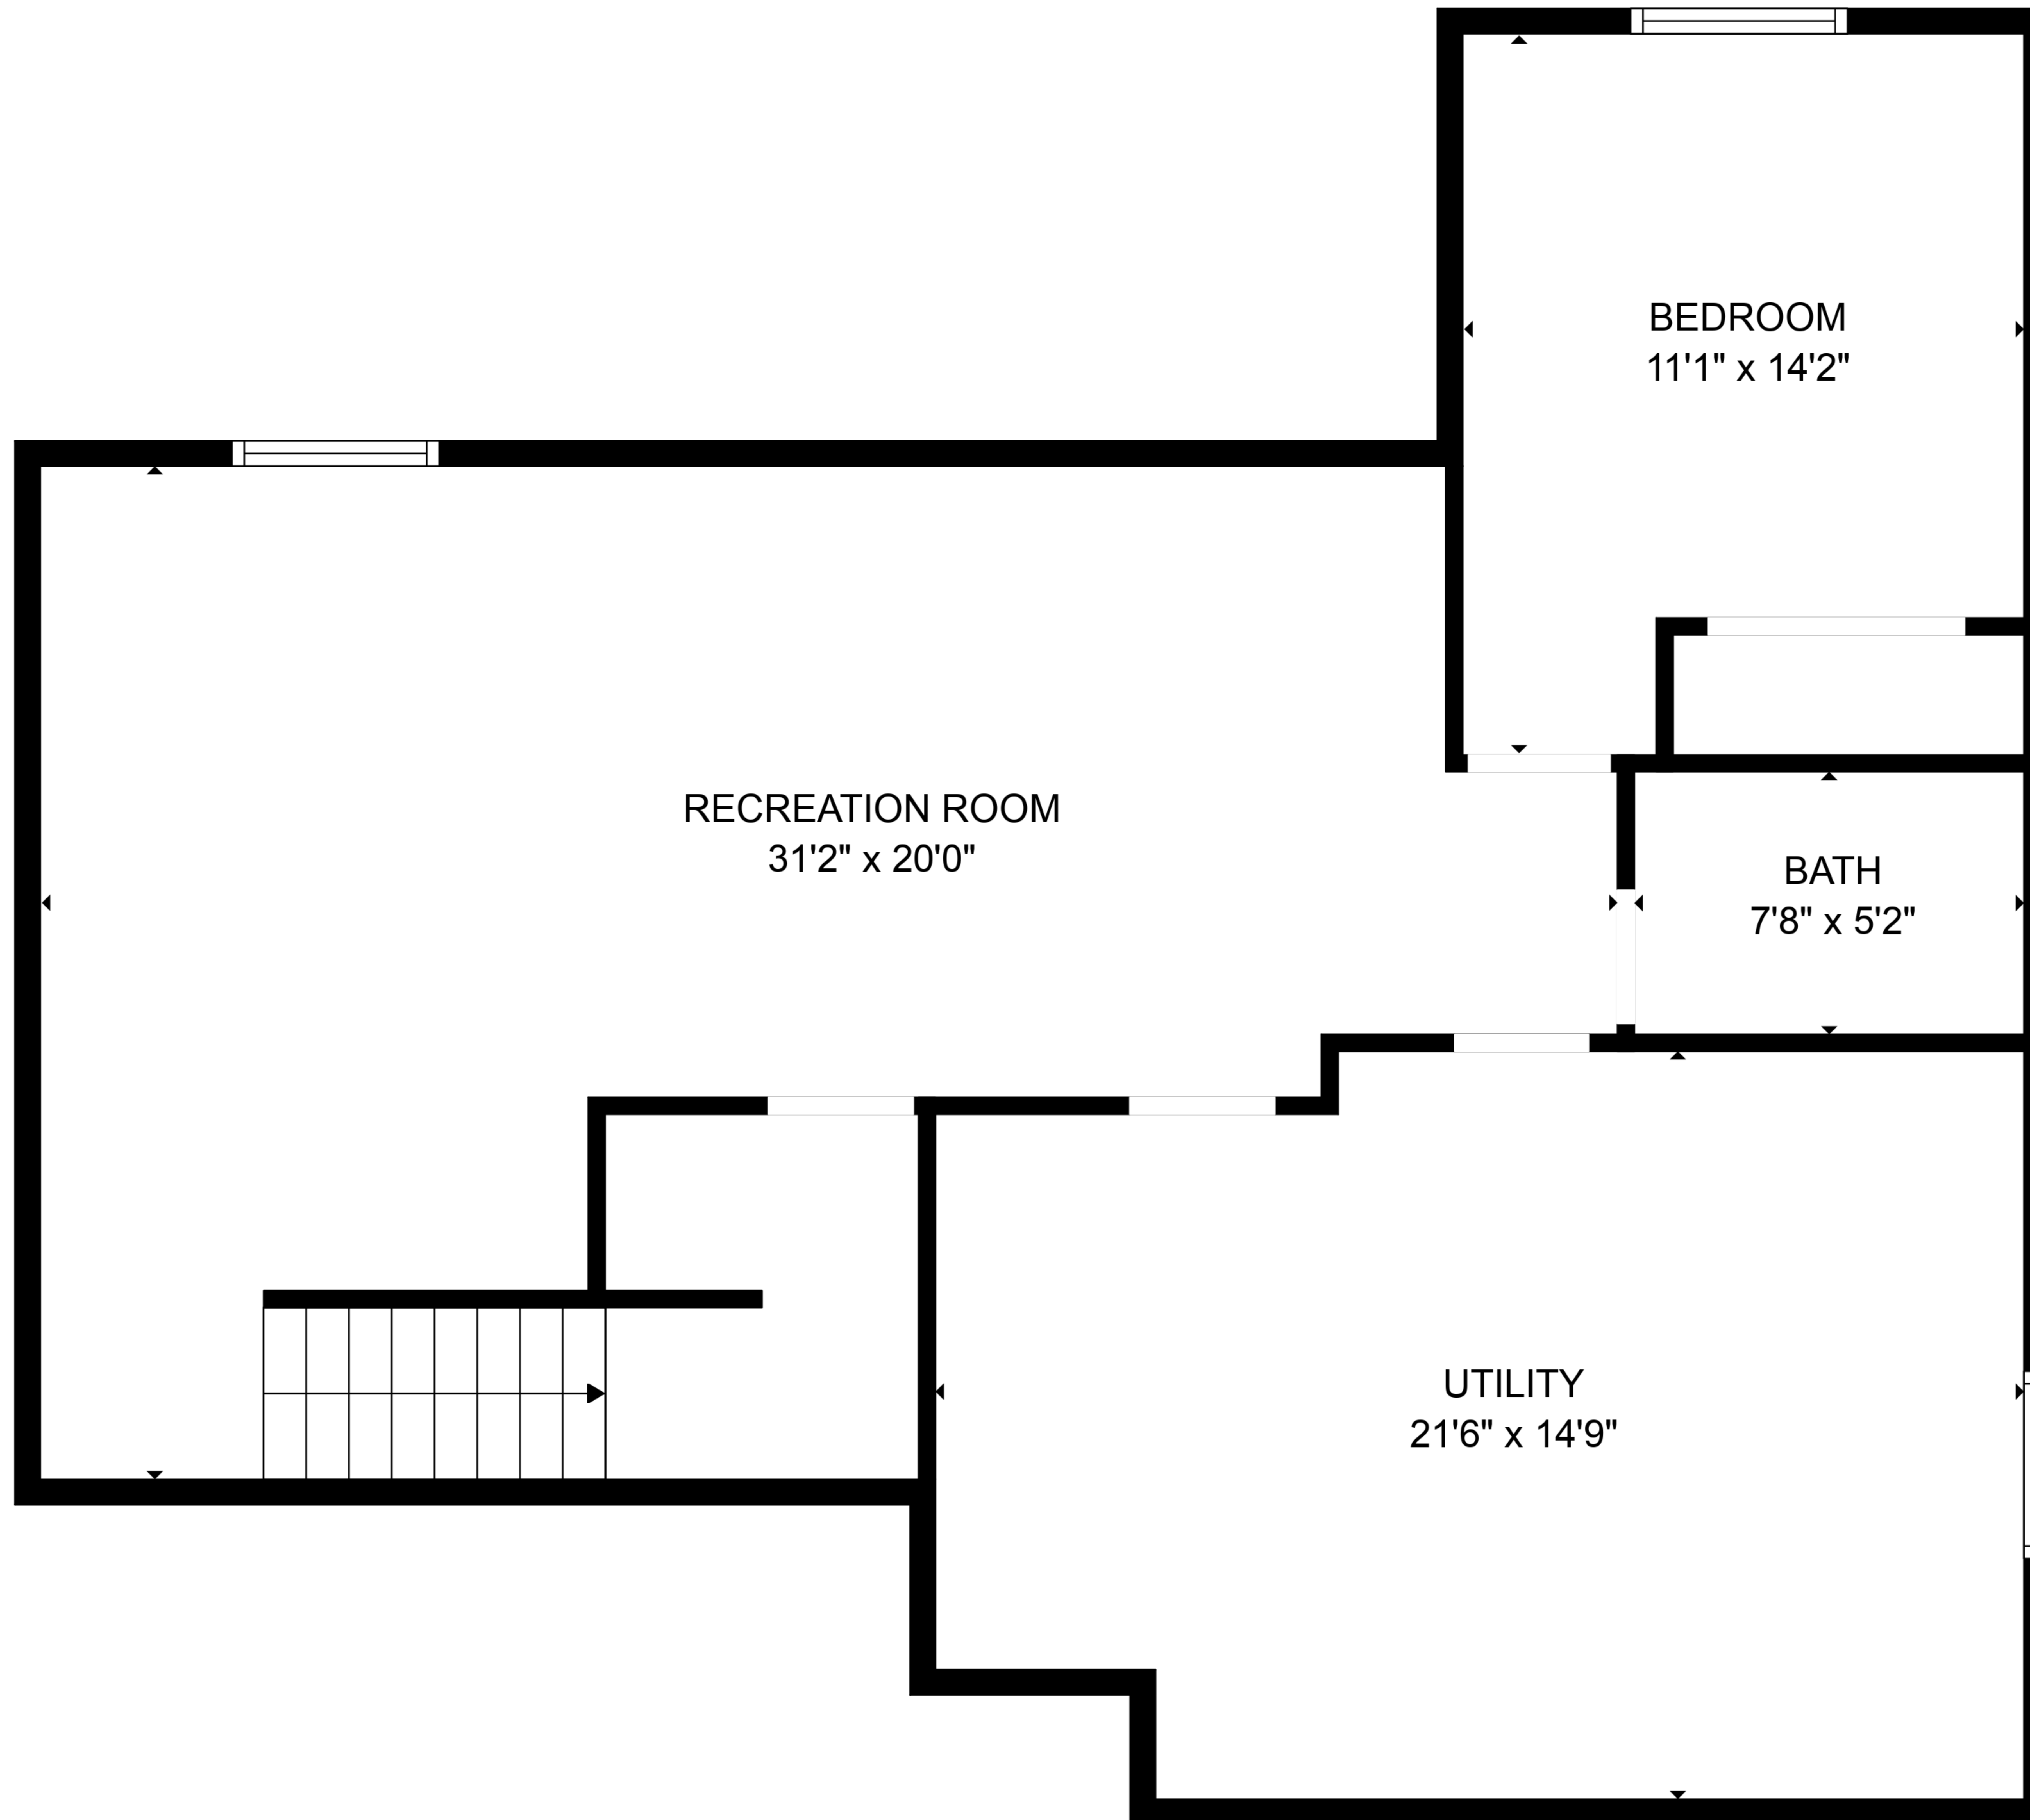 BEDROOM
11'1" x 14'2"
RECREATION ROOM
31'2" x 20'0"
BATH
7'8" x 5'2"
UTILITY
21'6" x 14'9"